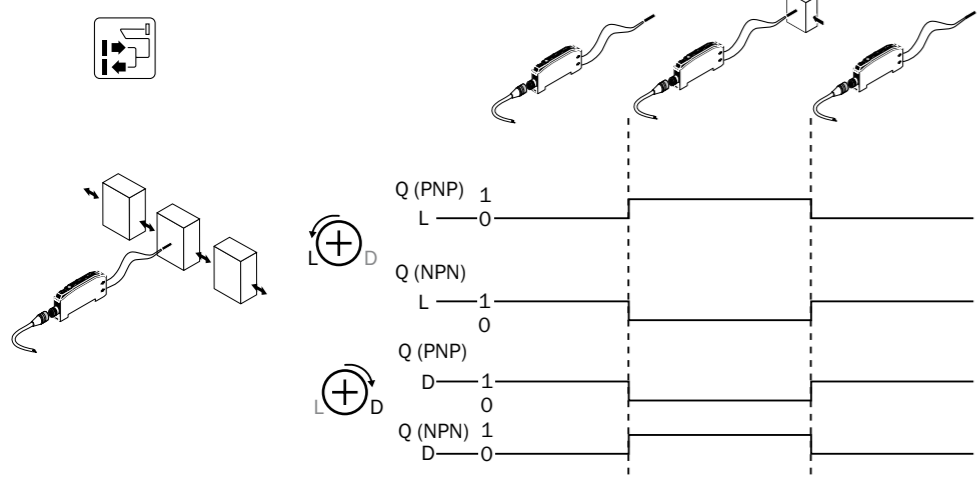 Q (PNP) 1
L 0
L D
Q (NPN)
L 1
0
Q (PNP)
D 1
0
L D
Q (NPN) 1
D 0